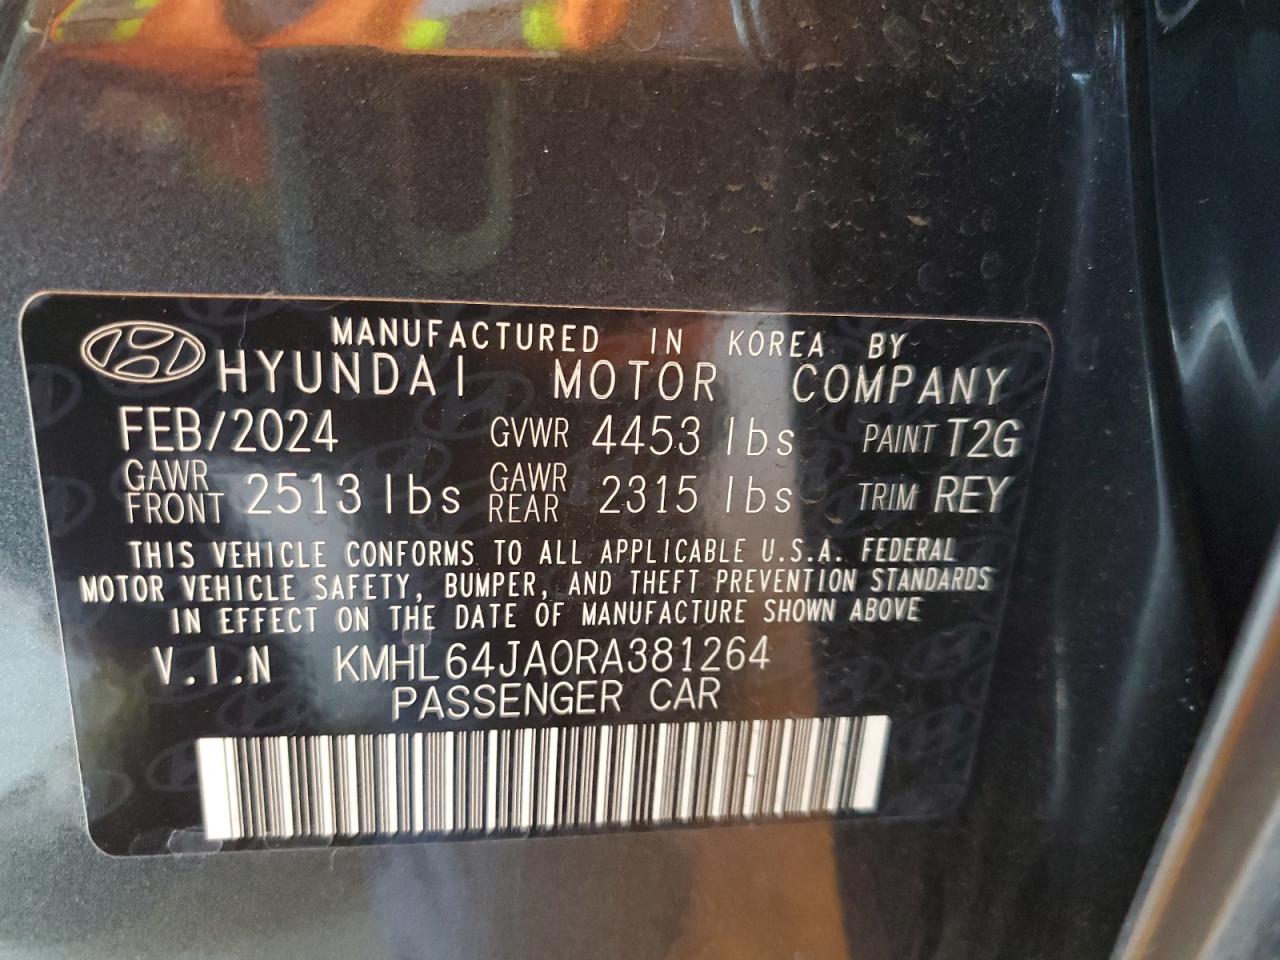 MANUFACTURED IN KOREA BY
HYUNDAI MOTOR COMPANY
FEB/2024 GVWR 4453 lbs PAINT T2G
GAWR FRONT 2513 lbs GAWR REAR 2315 lbs TRIM REY
THIS VEHICLE CONFORMS TO ALL APPLICABLE U.S.A. FEDERAL
MOTOR VEHICLE SAFETY, BUMPER, AND THEFT PREVENTION STANDARDS
IN EFFECT ON THE DATE OF MANUFACTURE SHOWN ABOVE
V.I.N KMHL64JA0RA381264
PASSENGER CAR